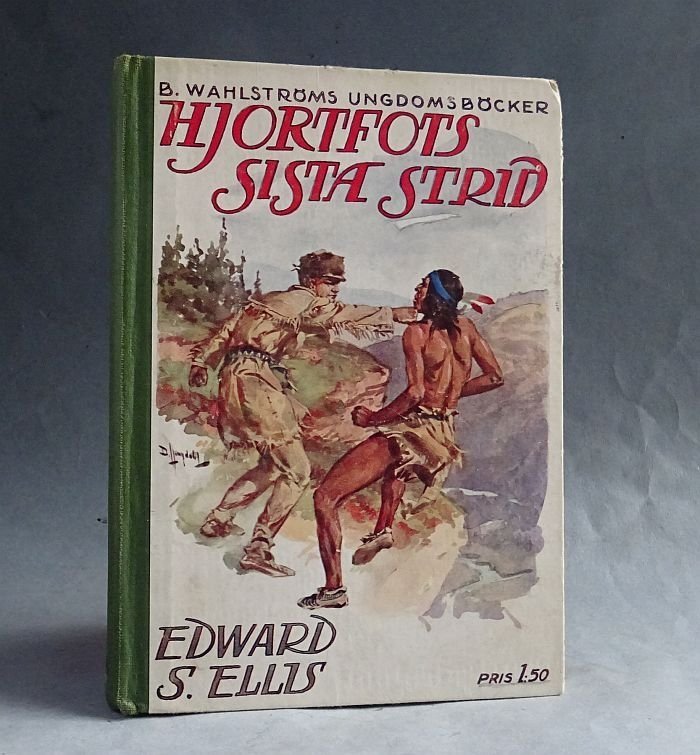 B. WAHLSTRÖMS UNGDOMSBÖCKER
HJORTFOTS
SISTA STRID
EDWARD
S. ELLIS
PRIS 1:50